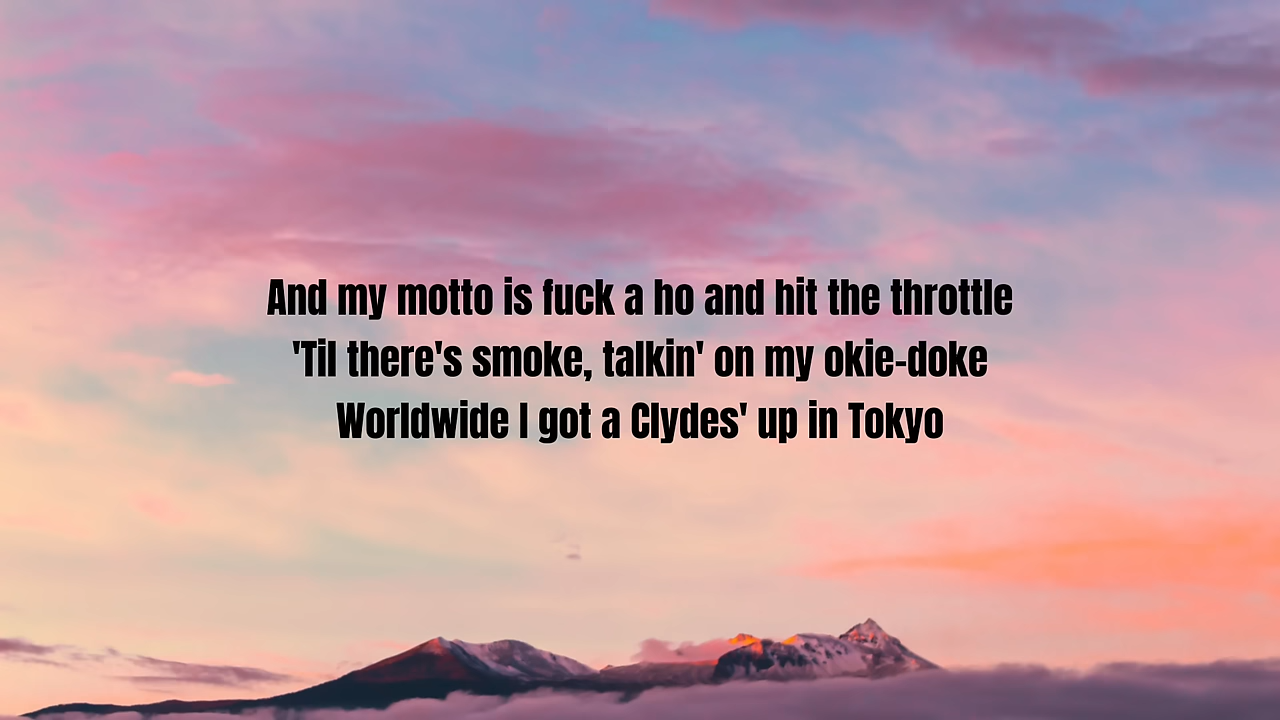 And my motto is fuck a ho and hit the throttle
'Til there's smoke, talkin' on my okie-doke
Worldwide I got a Clydes' up in Tokyo